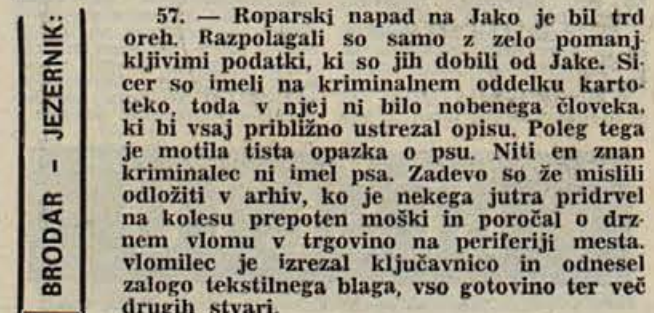 BRODAR - JEZERNIK:
57. — Roparski napad na Jako je bil trd
oreh. Razpolagali so samo z zelo pomanj-
kljivimi podatki, ki so jih dobili od Jake. Si-
cer so imeli na kriminalnem oddelku karto-
teko, toda v njej ni bilo nobenega človeka,
ki bi vsaj približno ustrezal opisu. Poleg tega
je motila tista opazka o psu. Niti en znan
kriminalec ni imel psa. Zadevo so že mislili
odložiti v arhiv, ko je nekega jutra pridrvel
na kolesu prepoten moški in poročal o drz-
nem vlomu v trgovino na periferiji mesta.
vlomilec je izrezal ključavnico in odnesel
zalogo tekstilnega blaga, vso gotovino ter več
drugih stvari.